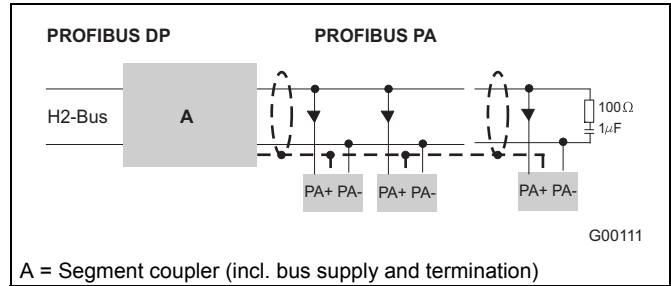 PROFIBUS DP PROFIBUS PA
H2-Bus A 100Ω
1μF
PA+ PA- PA+ PA- PA+ PA-
G00111
A = Segment coupler (incl. bus supply and termination)